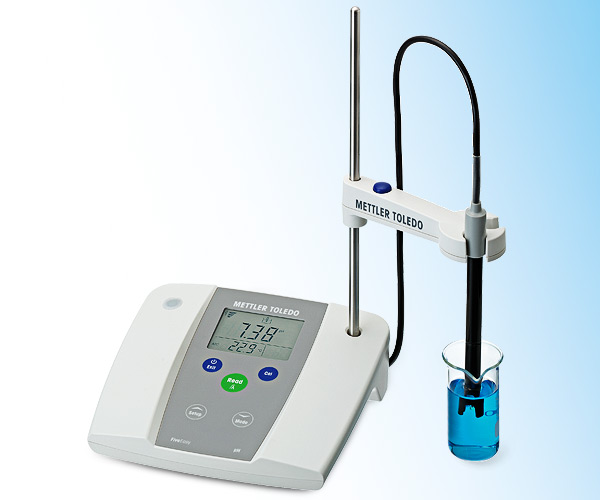 METTLER TOLEDO
METTLER TOLEDO
7.38
22.9
Exit
Cal
Read
A
Setup
Mode
FiveEasy
pH